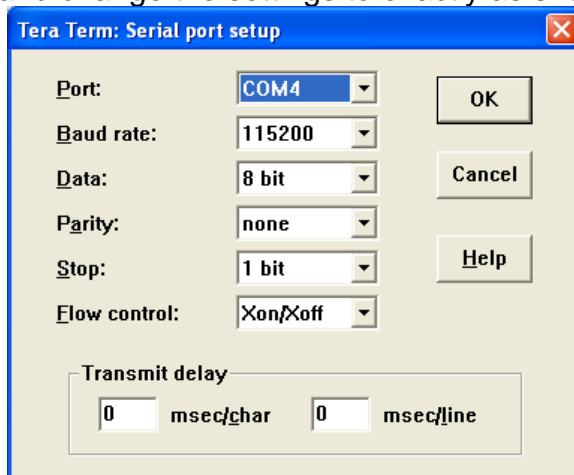 Tera Term: Serial port setup
Port: COM4
OK
Baud rate: 115200
Data: 8 bit
Cancel
Parity: none
Stop: 1 bit
Help
Flow control: Xon/Xoff
Transmit delay
0 msec/char 0 msec/line